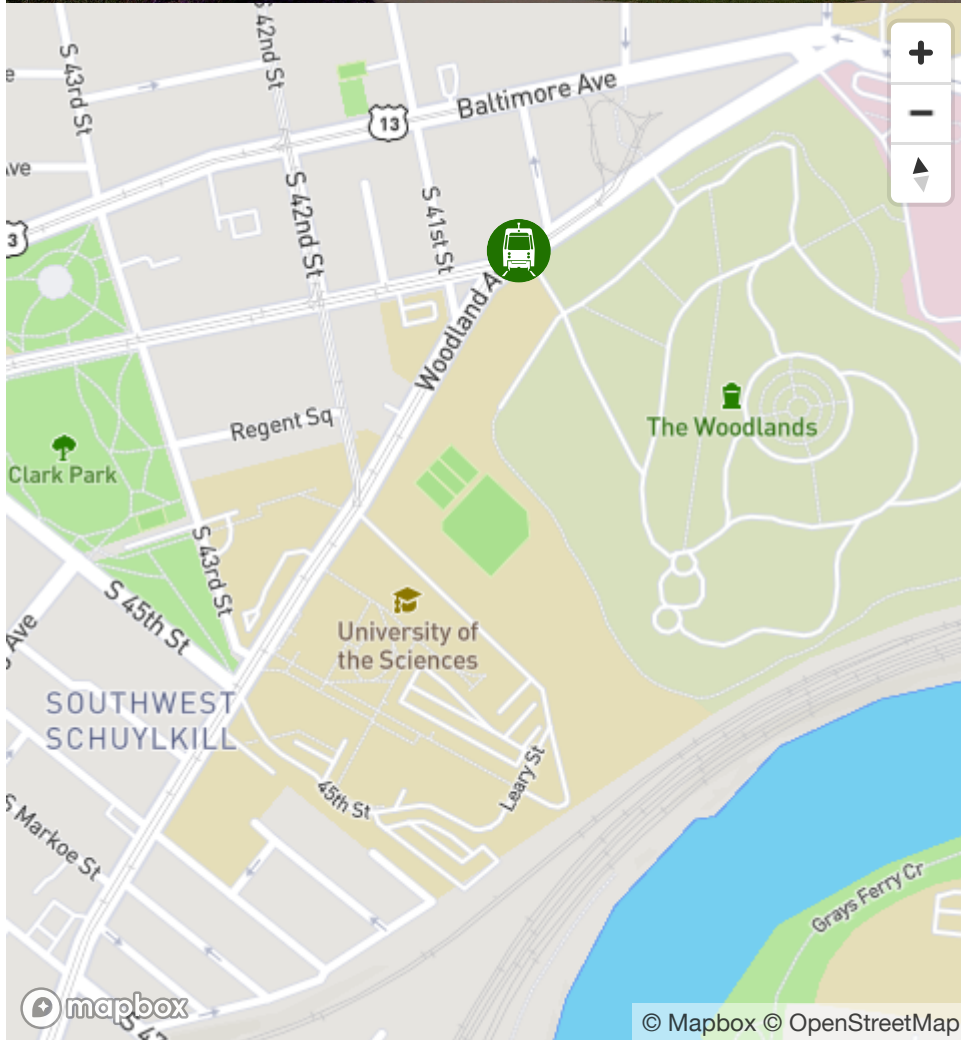 S 43rd St
S 42nd St
Baltimore Ave
13
S 42nd St
S 41st St
3
Woodland A
Regent Sq
The Woodlands
Clark Park
S 43rd St
S 45th St
University of
the Sciences
Ave
SOUTHWEST
SCHUYLKILL
Leary St
45th St
S Markoe St
Grays Ferry Cr
mapbox
© Mapbox © OpenStreetMap